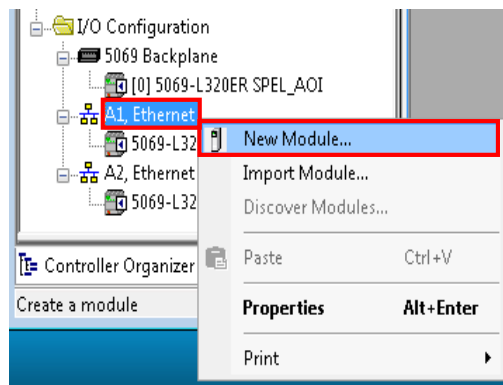 I/O Configuration
5069 Backplane
[0] 5069-L320ER SPEL_AOI
A1, Ethernet
5069-L32
A2, Ethernet
5069-L32
Controller Organizer
Create a module
New Module...
Import Module...
Discover Modules...
Paste Ctrl+V
Properties Alt+Enter
Print